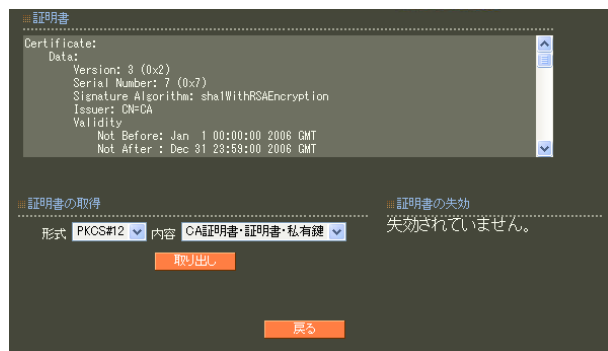 証明書
Certificate:
Data:
Version: 3 (0x2)
Serial Number: 7 (0x7)
Signature Algorithm: sha1WithRSAEncryption
Issuer: CN=CA
Validity
Not Before: Jan  1 00:00:00 2006 GMT
Not After : Dec 31 23:59:00 2006 GMT
証明書の取得
形式 PKCS#12 内容 CA証明書・証明書・私有鍵
取り出し
証明書の失効
失効されていません。
戻る